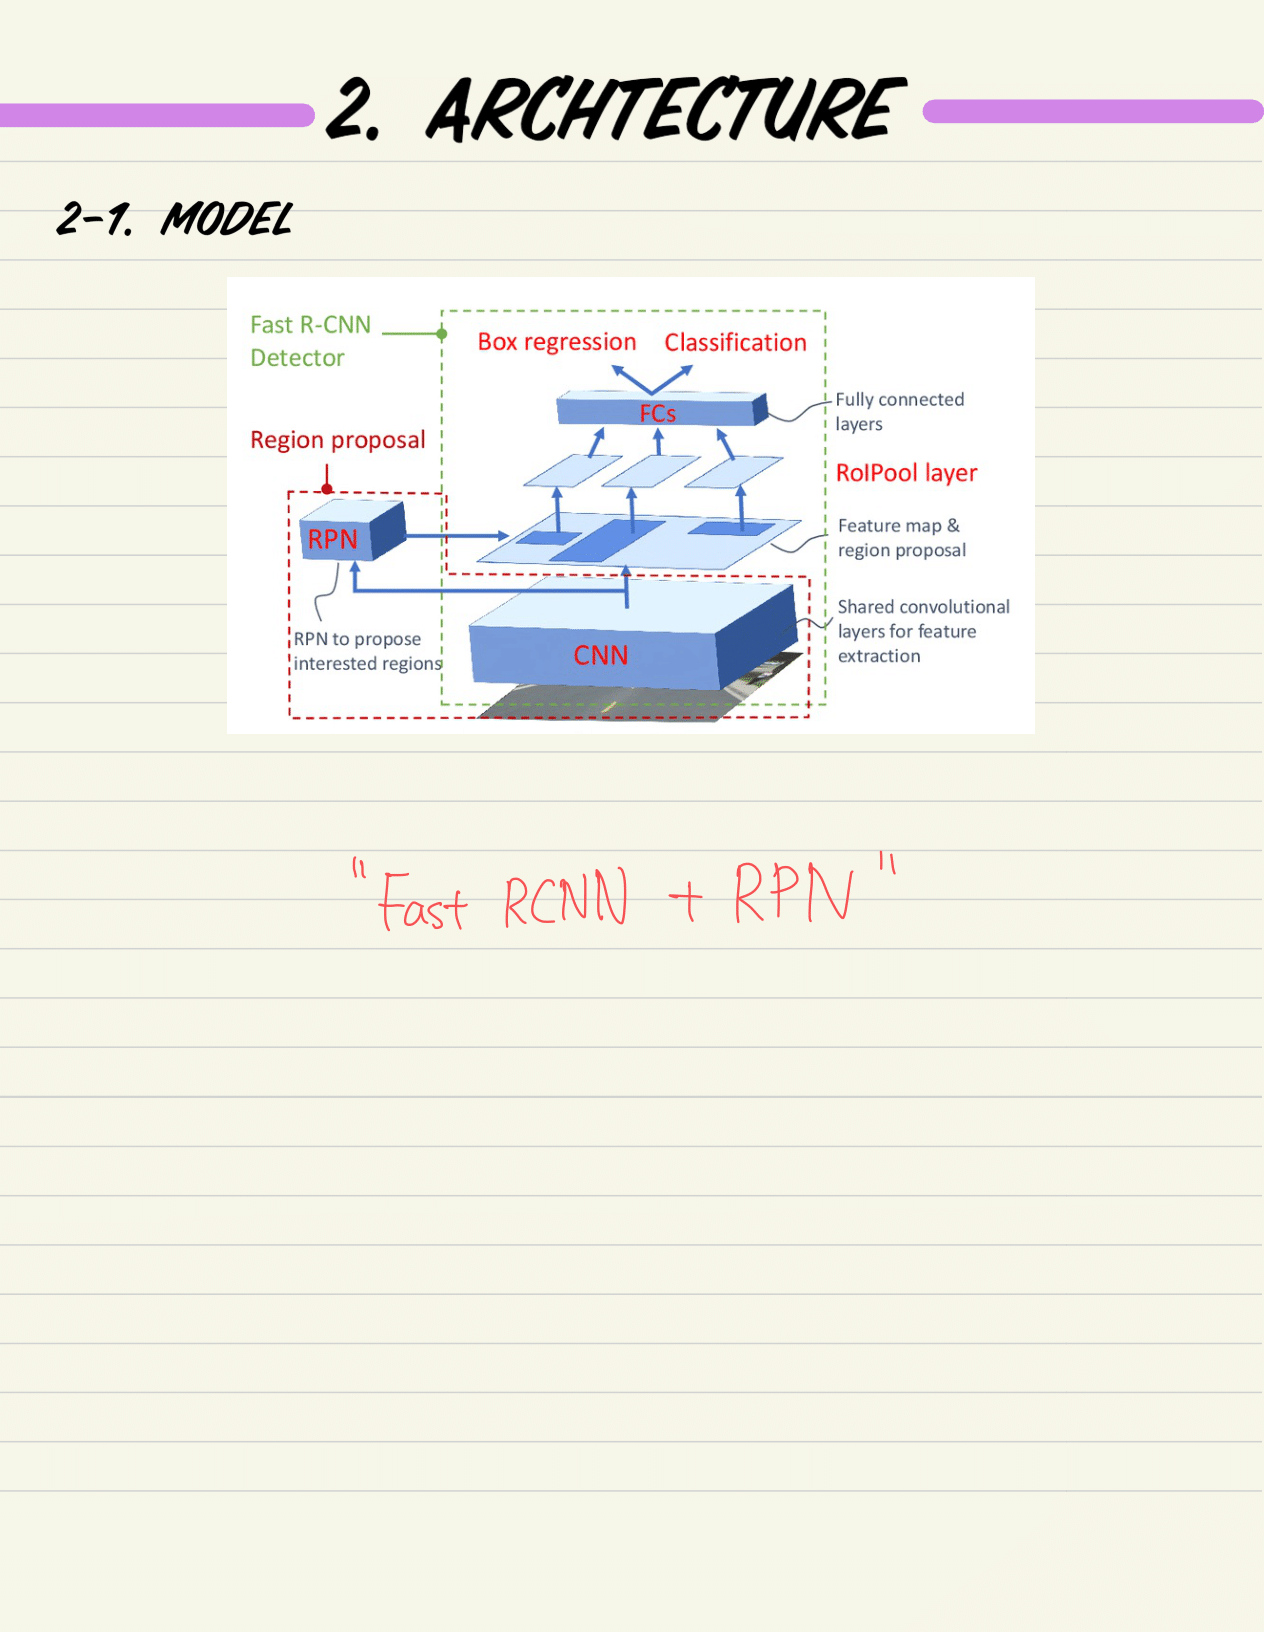 2. ARCHTECTURE
2-1. MODEL
Fast R-CNN
Detector
Box regression
Classification
FCs
Fully connected
layers
Region proposal
RoIPool layer
RPN
Feature map &
region proposal
RPN to propose
interested regions
CNN
Shared convolutional
layers for feature
extraction
"Fast RCNN + RPN"